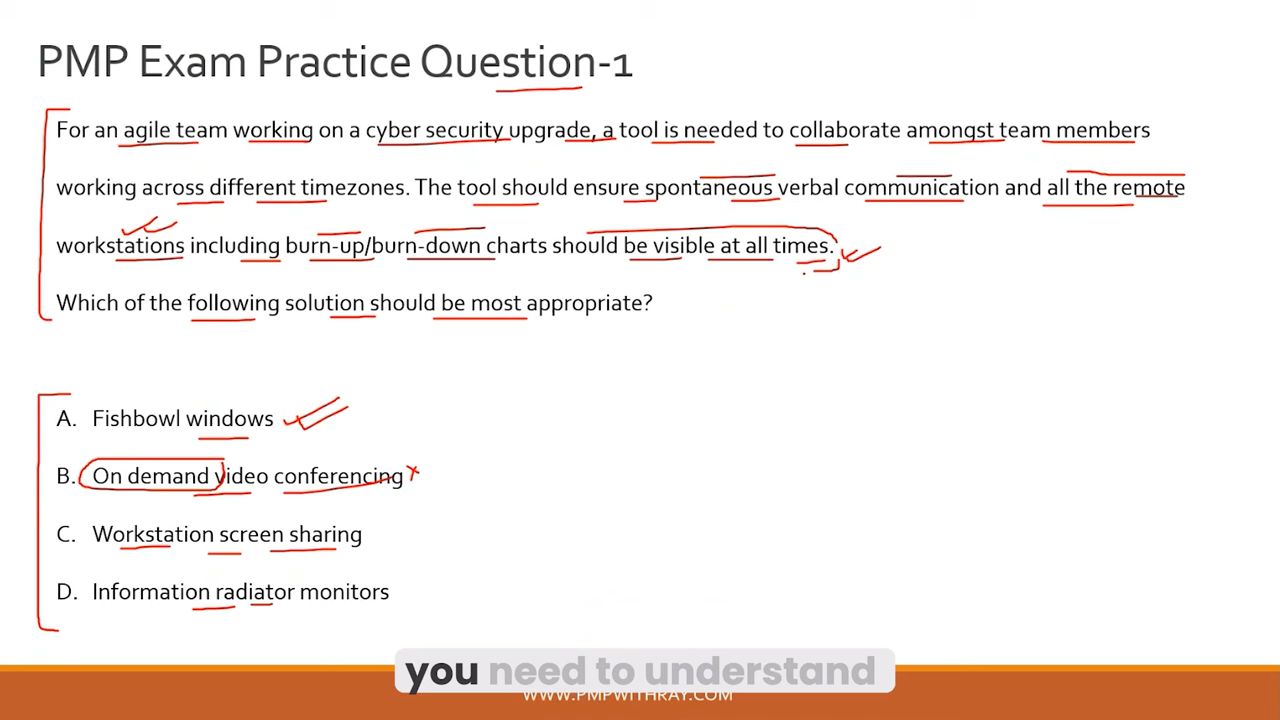 PMP Exam Practice Question-1
For an agile team working on a cyber security upgrade, a tool is needed to collaborate amongst team members
working across different timezones. The tool should ensure spontaneous verbal communication and all the remote
workstations including burn-up/burn-down charts should be visible at all times.
Which of the following solution should be most appropriate?
A. Fishbowl windows
B. On demand video conferencing
C. Workstation screen sharing
D. Information radiator monitors
you need to understand
WWW.PMPWITHRAY.COM